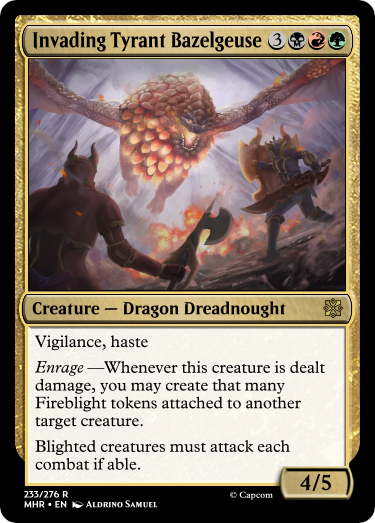 Invading Tyrant Bazelgeuse 3
Creature — Dragon Dreadnought
Vigilance, haste
Enrage —Whenever this creature is dealt
damage, you may create that many
Fireblight tokens attached to another
target creature.
Blighted creatures must attack each
combat if able.
4/5
233/276 R
MHR • EN Aldrino Samuel
© Capcom